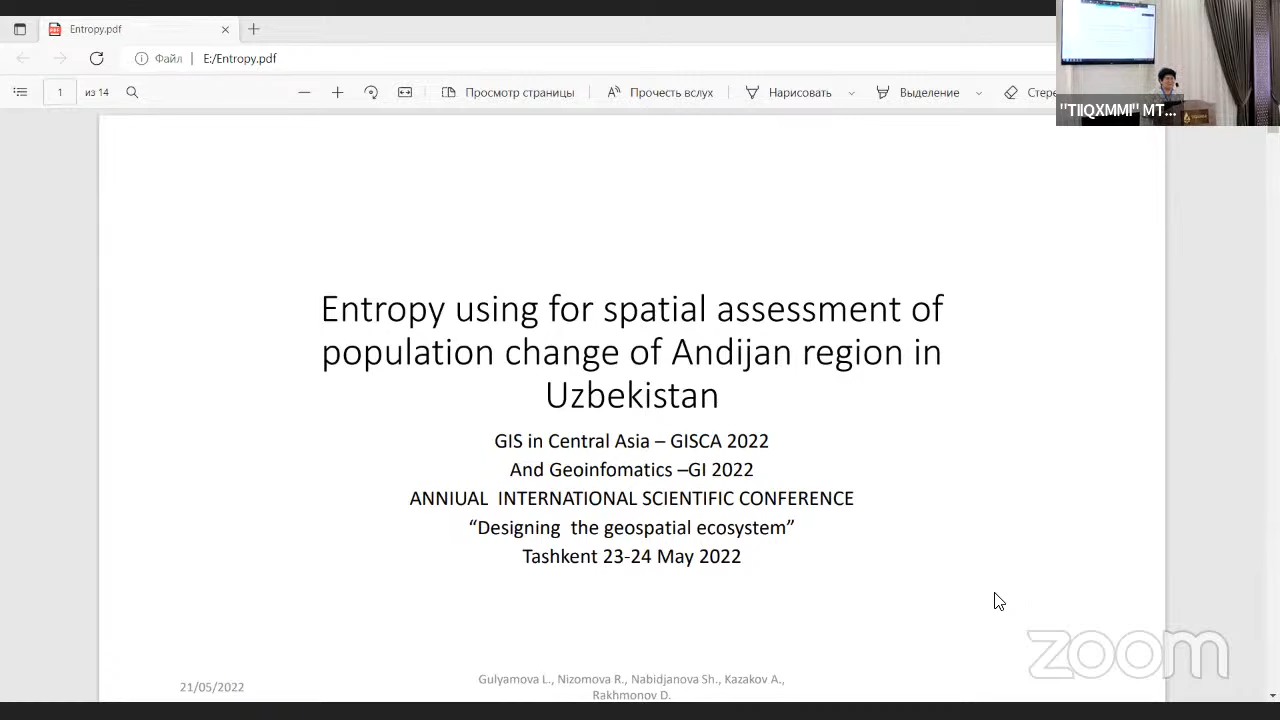 Entropy.pdf
Файл
E:/Entropy.pdf
1
из 14
росмотр страницы
Прочесть вслух
Нарисовать
Выделение
Стере
"TIIQXMMI" MT...
Entropy using for spatial assessment of
population change of Andijan region in
Uzbekistan
GIS in Central Asia – GISCA 2022
And Geoinfomatics –GI 2022
ANNIUAL INTERNATIONAL SCIENTIFIC CONFERENCE
“Designing the geospatial ecosystem”
Tashkent 23-24 May 2022
zoom
21/05/2022
Gulyamova L., Nizomova R., Nabidjanova Sh., Kazakov A.,
Rakhmonov D.